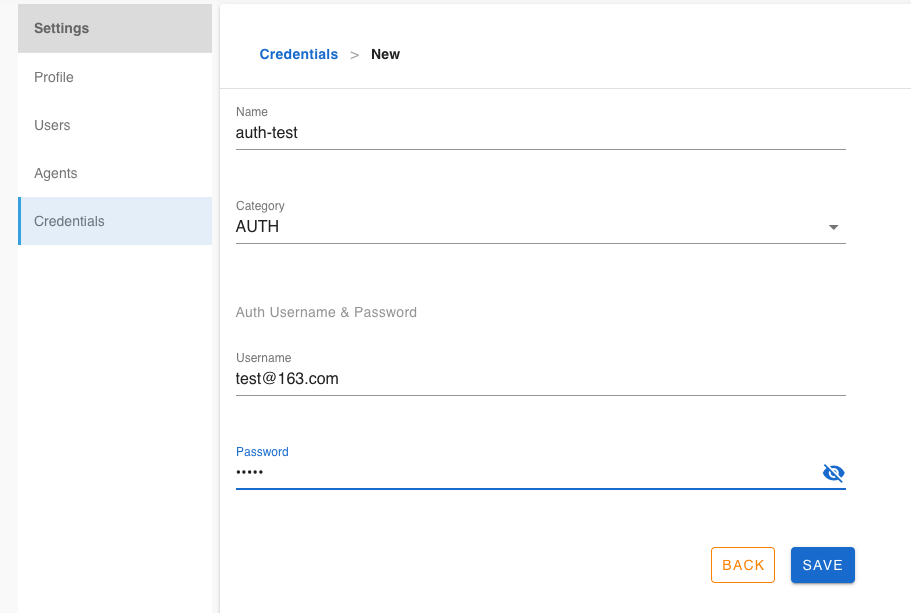 Settings
Profile
Users
Agents
Credentials
Credentials > New
Name
auth-test
Category
AUTH
Auth Username & Password
Username
test@163.com
Password
•••••
BACK
SAVE